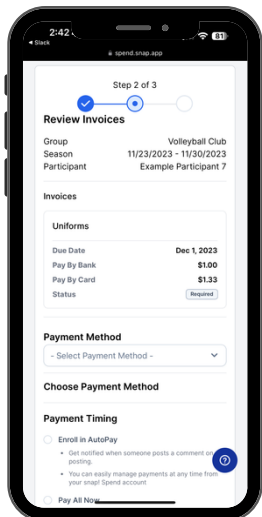 2:42
81
◄ Slack
spend.snap.app
Step 2 of 3
Review Invoices
Group Volleyball Club
Season 11/23/2023 - 11/30/2023
Participant Example Participant 7
Invoices
Uniforms
Due Date Dec 1, 2023
Pay By Bank $1.00
Pay By Card $1.33
Status Required
Payment Method
- Select Payment Method -
Choose Payment Method
Payment Timing
Enroll in AutoPay
• Get notified when someone posts a comment on
posting.
• You can easily manage payments at any time from
your snap! Spend account
Pay All Now